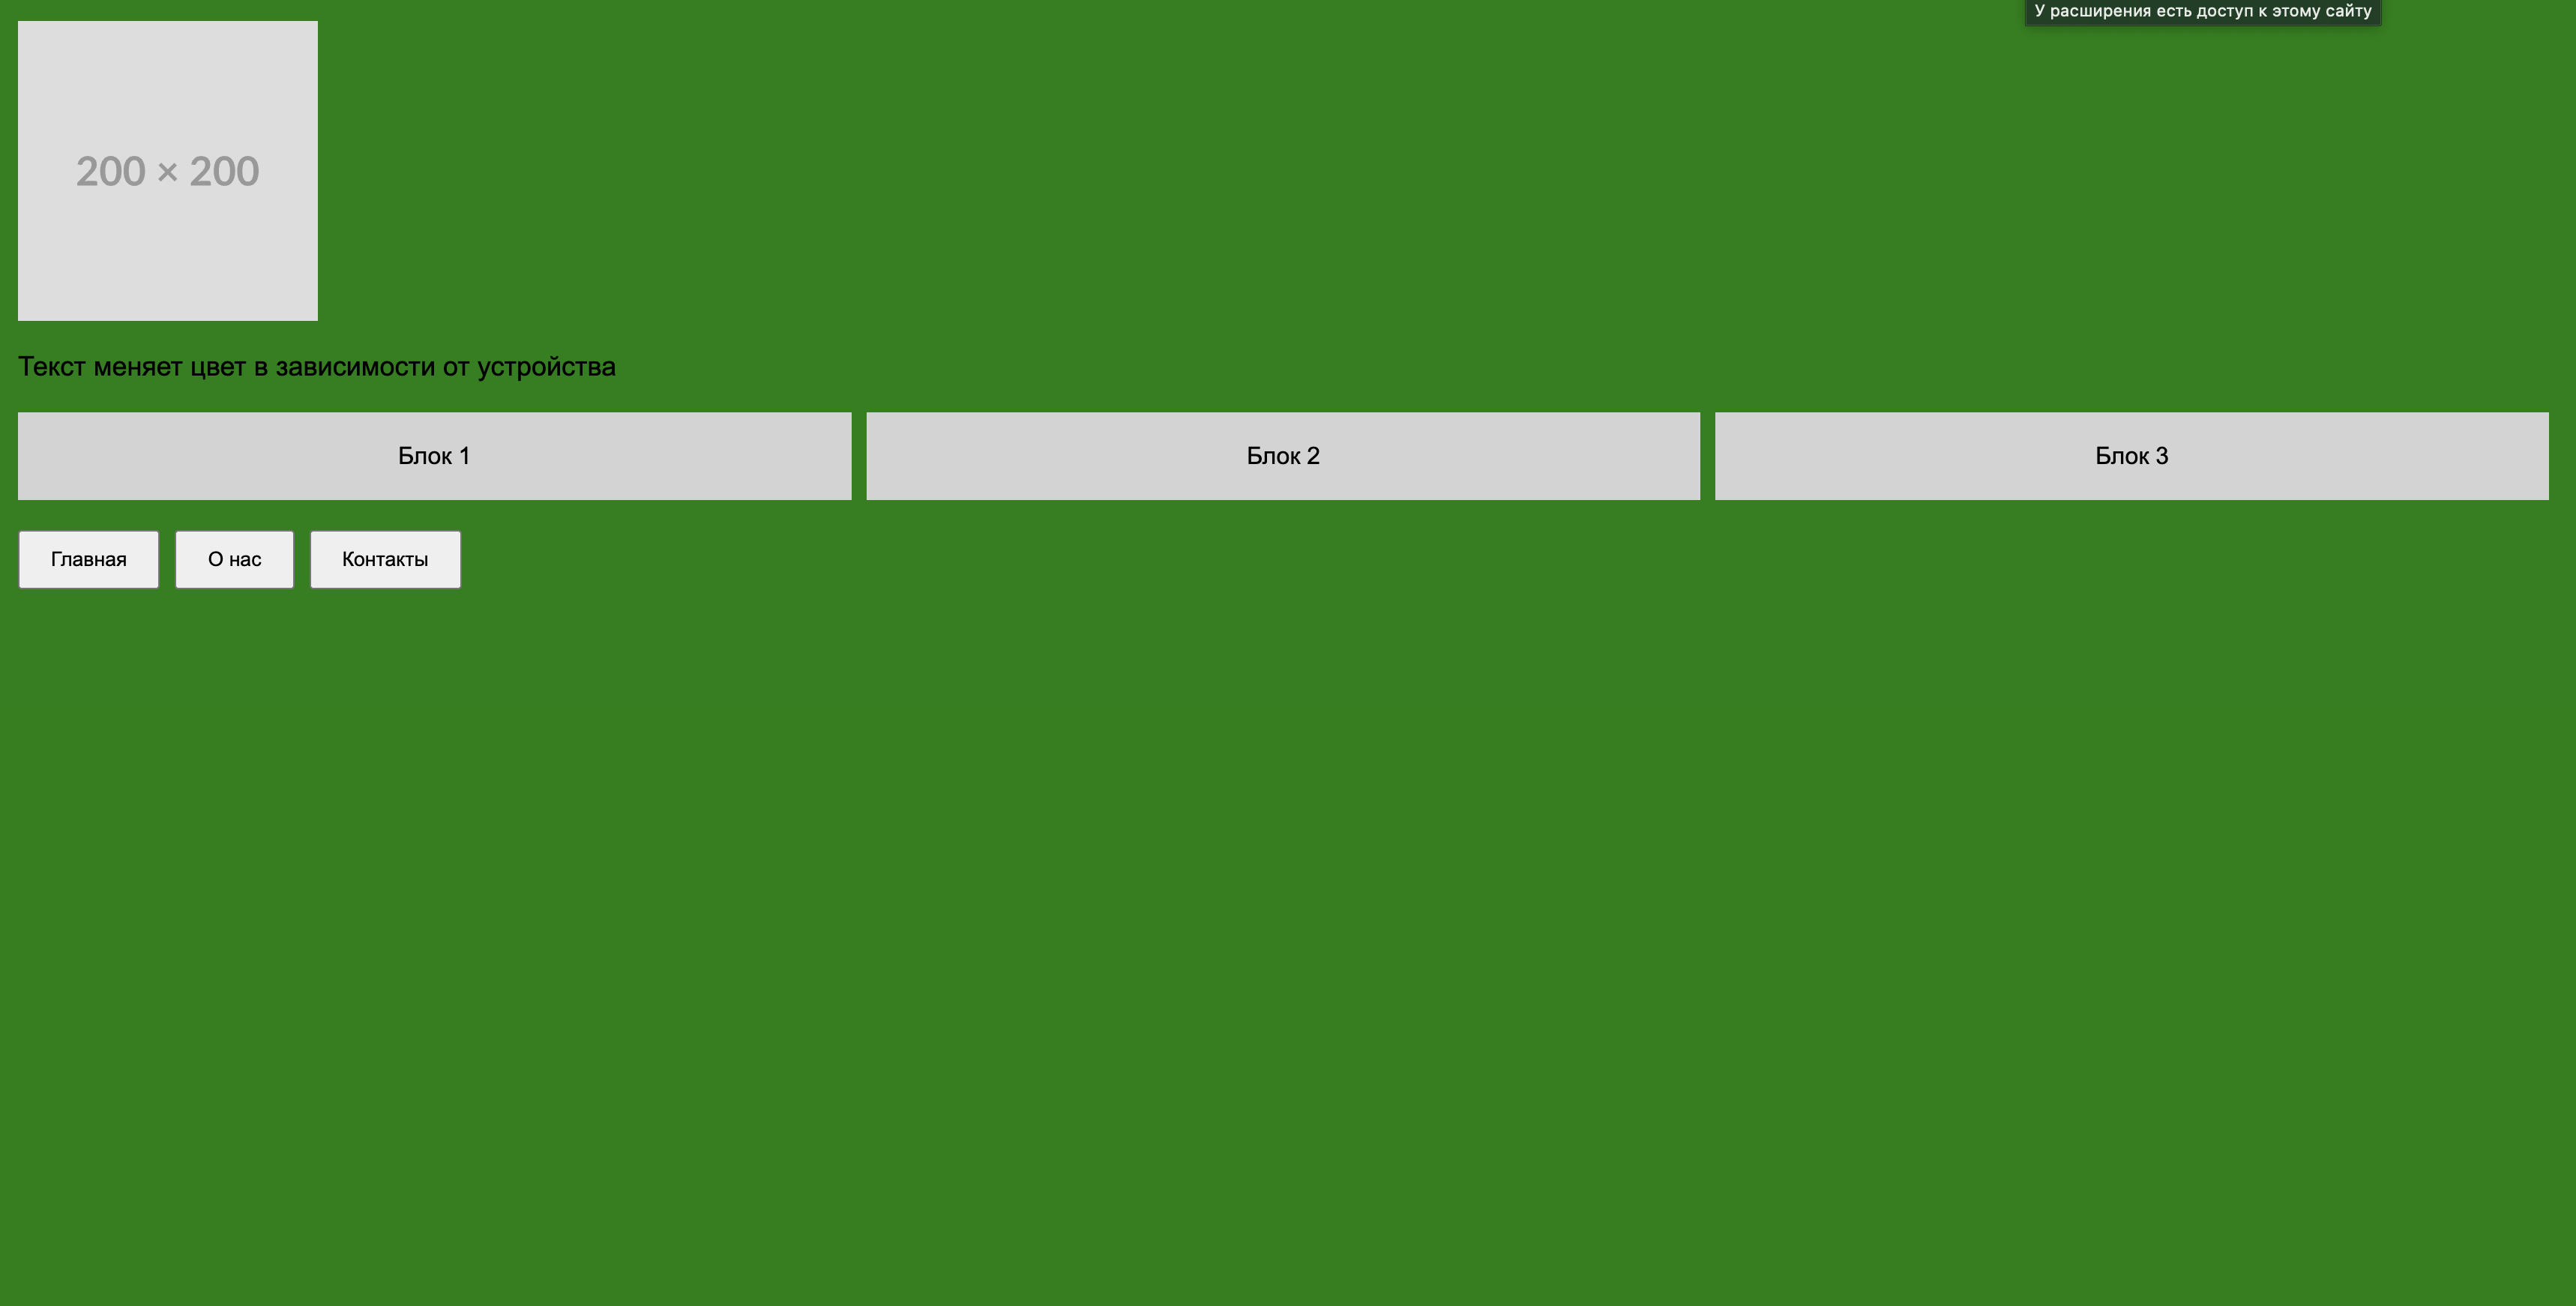 У расширения есть доступ к этому сайту
200 × 200
Текст меняет цвет в зависимости от устройства
Блок 1
Блок 2
Блок 3
Главная
О нас
Контакты